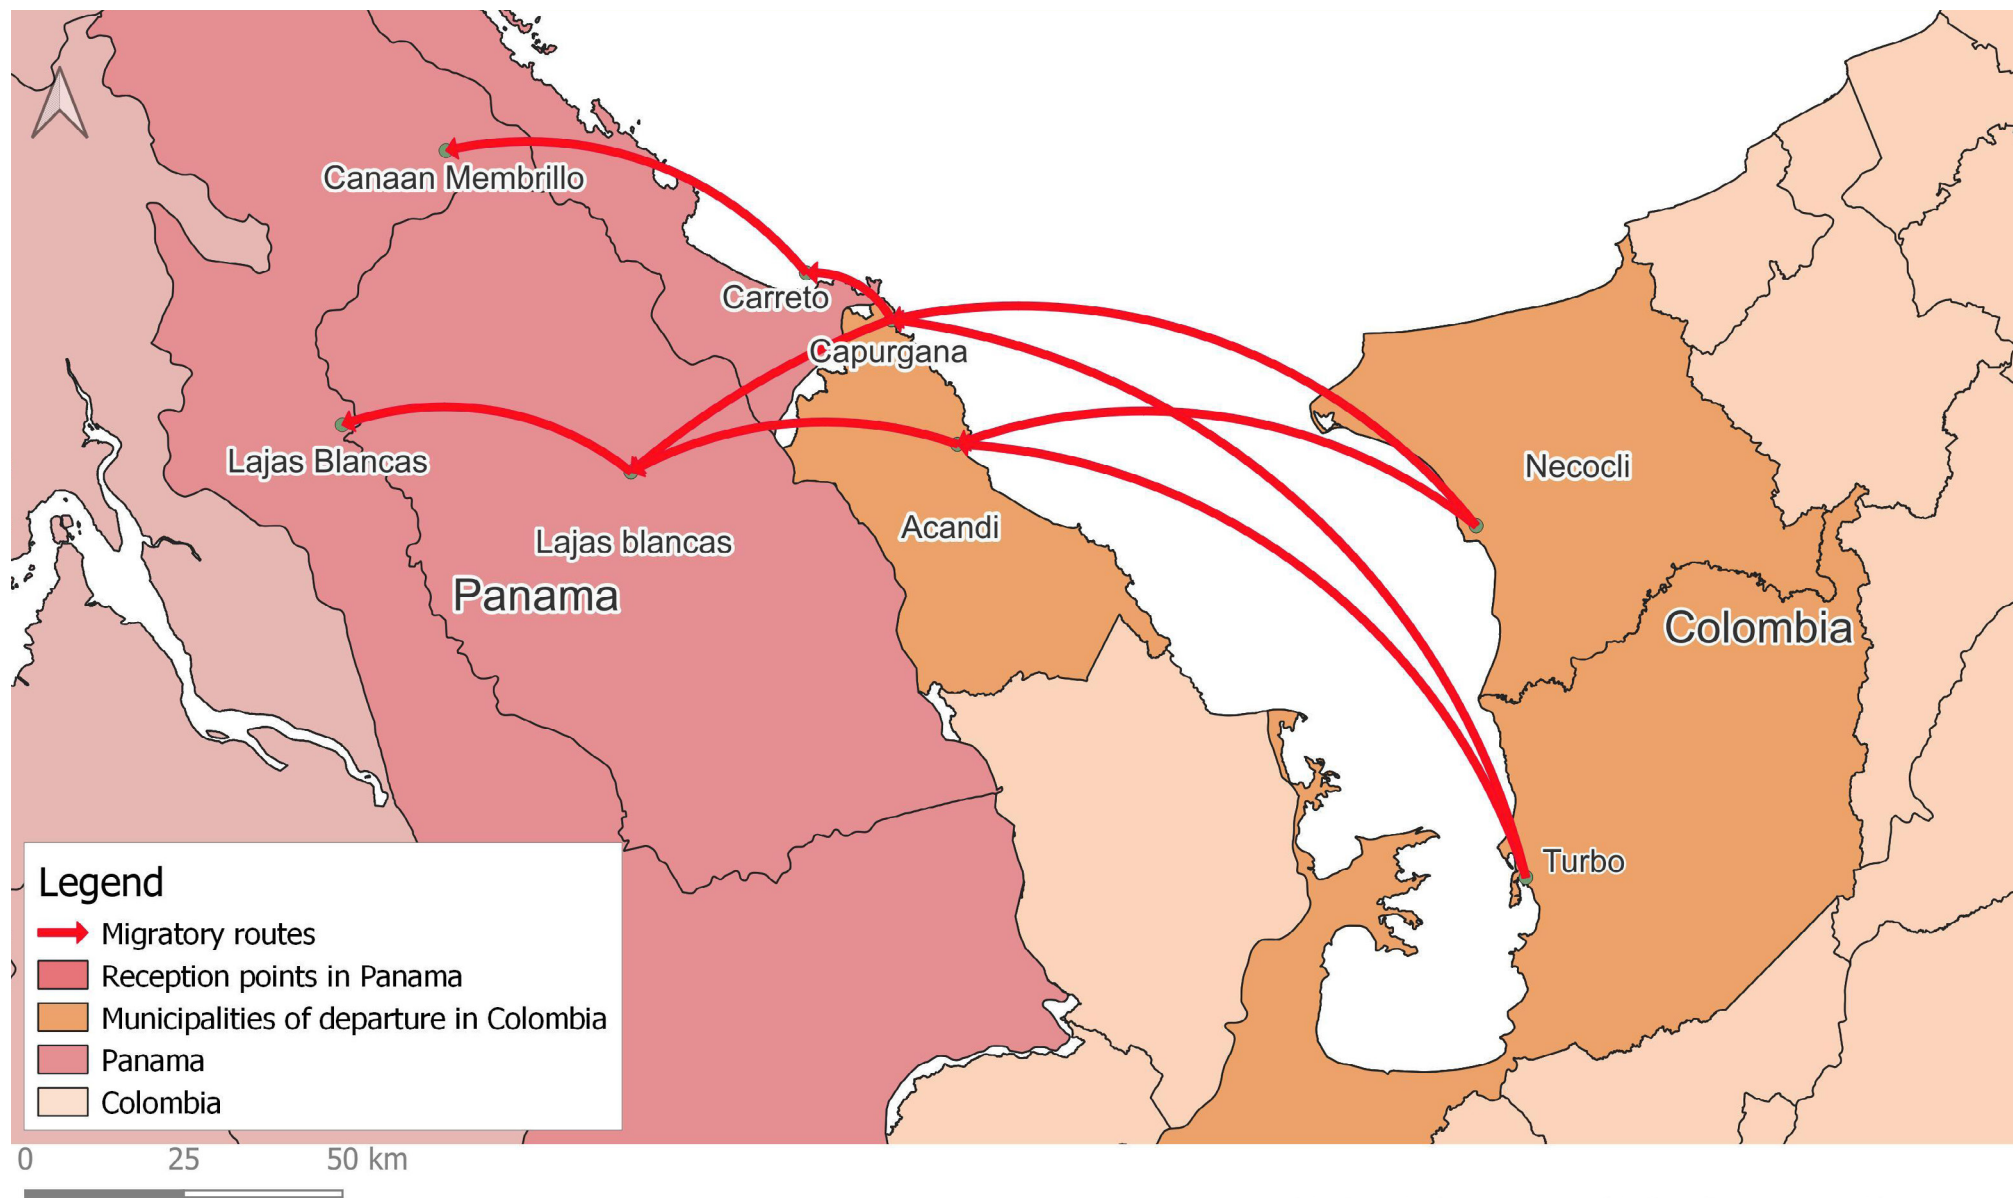 Canaan Membrillo
Carreto
Capurgana
Lajas Blancas
Necocli
Acandi
Lajas blancas
Panama
Colombia
Turbo
Legend
Migratory routes
Reception points in Panama
Municipalities of departure in Colombia
Panama
Colombia
0 25 50 km